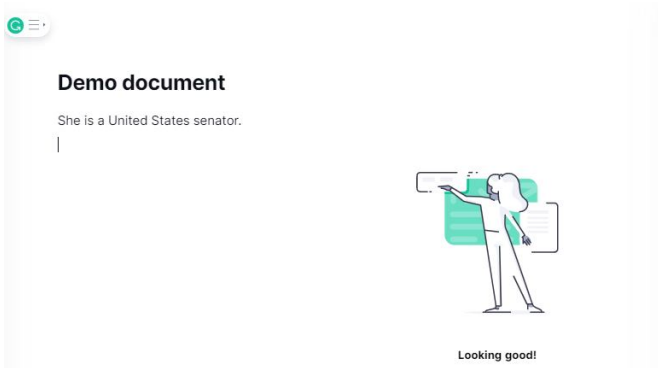 Demo document
She is a United States senator.
Looking good!